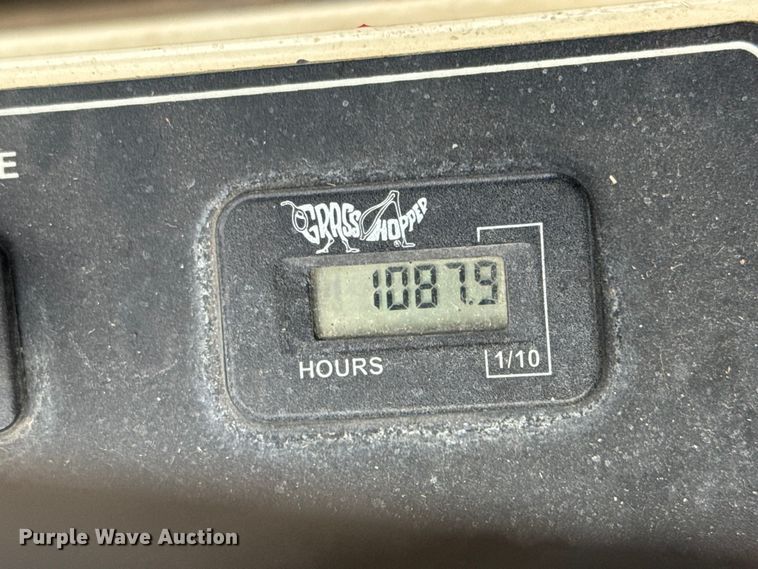 E
GRASSHOPPER
1087.9
HOURS
1/10
Purple Wave Auction